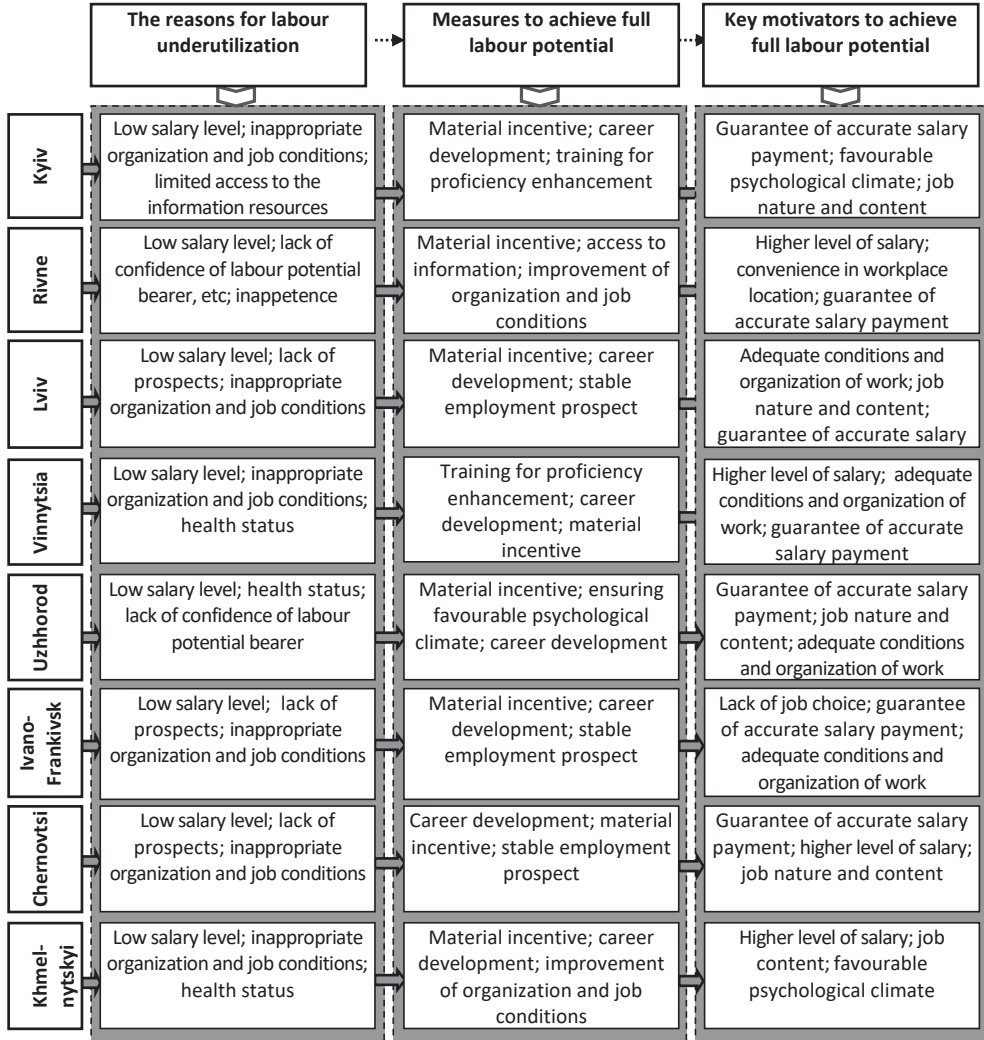 The reasons for labour
underutilization
Measures to achieve full
labour potential
Key motivators to achieve
full labour potential
Kyiv
Low salary level; inappropriate
organization and job conditions;
limited access to the
information resources
Material incentive; career
development; training for
proficiency enhancement
Guarantee of accurate salary
payment; favourable
psychological climate; job
nature and content
Rivne
Low salary level; lack of
confidence of labour potential
bearer, etc; inappetence
Material incentive; access to
information; improvement of
organization and job
conditions
Higher level of salary;
convenience in workplace
location; guarantee of
accurate salary payment
Lviv
Low salary level; lack of
prospects; inappropriate
organization and job conditions
Material incentive; career
development; stable
employment prospect
Adequate conditions and
organization of work; job
nature and content;
guarantee of accurate salary
Vinnytsia
Low salary level; inappropriate
organization and job conditions;
health status
Training for proficiency
enhancement; career
development; material
incentive
Higher level of salary; adequate
conditions and organization of
work; guarantee of accurate
salary payment
Uzhhorod
Low salary level; health status;
lack of confidence of labour
potential bearer
Material incentive; ensuring
favourable psychological
climate; career development
Guarantee of accurate salary
payment; job nature and
content; adequate conditions
and organization of work
Ivano-
Frankivsk
Low salary level; lack of
prospects; inappropriate
organization and job conditions
Material incentive; career
development; stable
employment prospect
Lack of job choice; guarantee
of accurate salary payment;
adequate conditions and
organization of work
Chernovtsi
Low salary level; lack of
prospects; inappropriate
organization and job conditions
Career development; material
incentive; stable employment
prospect
Guarantee of accurate salary
payment; higher level of salary;
job nature and content
Khmel-
nytskyi
Low salary level; inappropriate
organization and job conditions;
health status
Material incentive; career
development; improvement
of organization and job
conditions
Higher level of salary; job
content; favourable
psychological climate